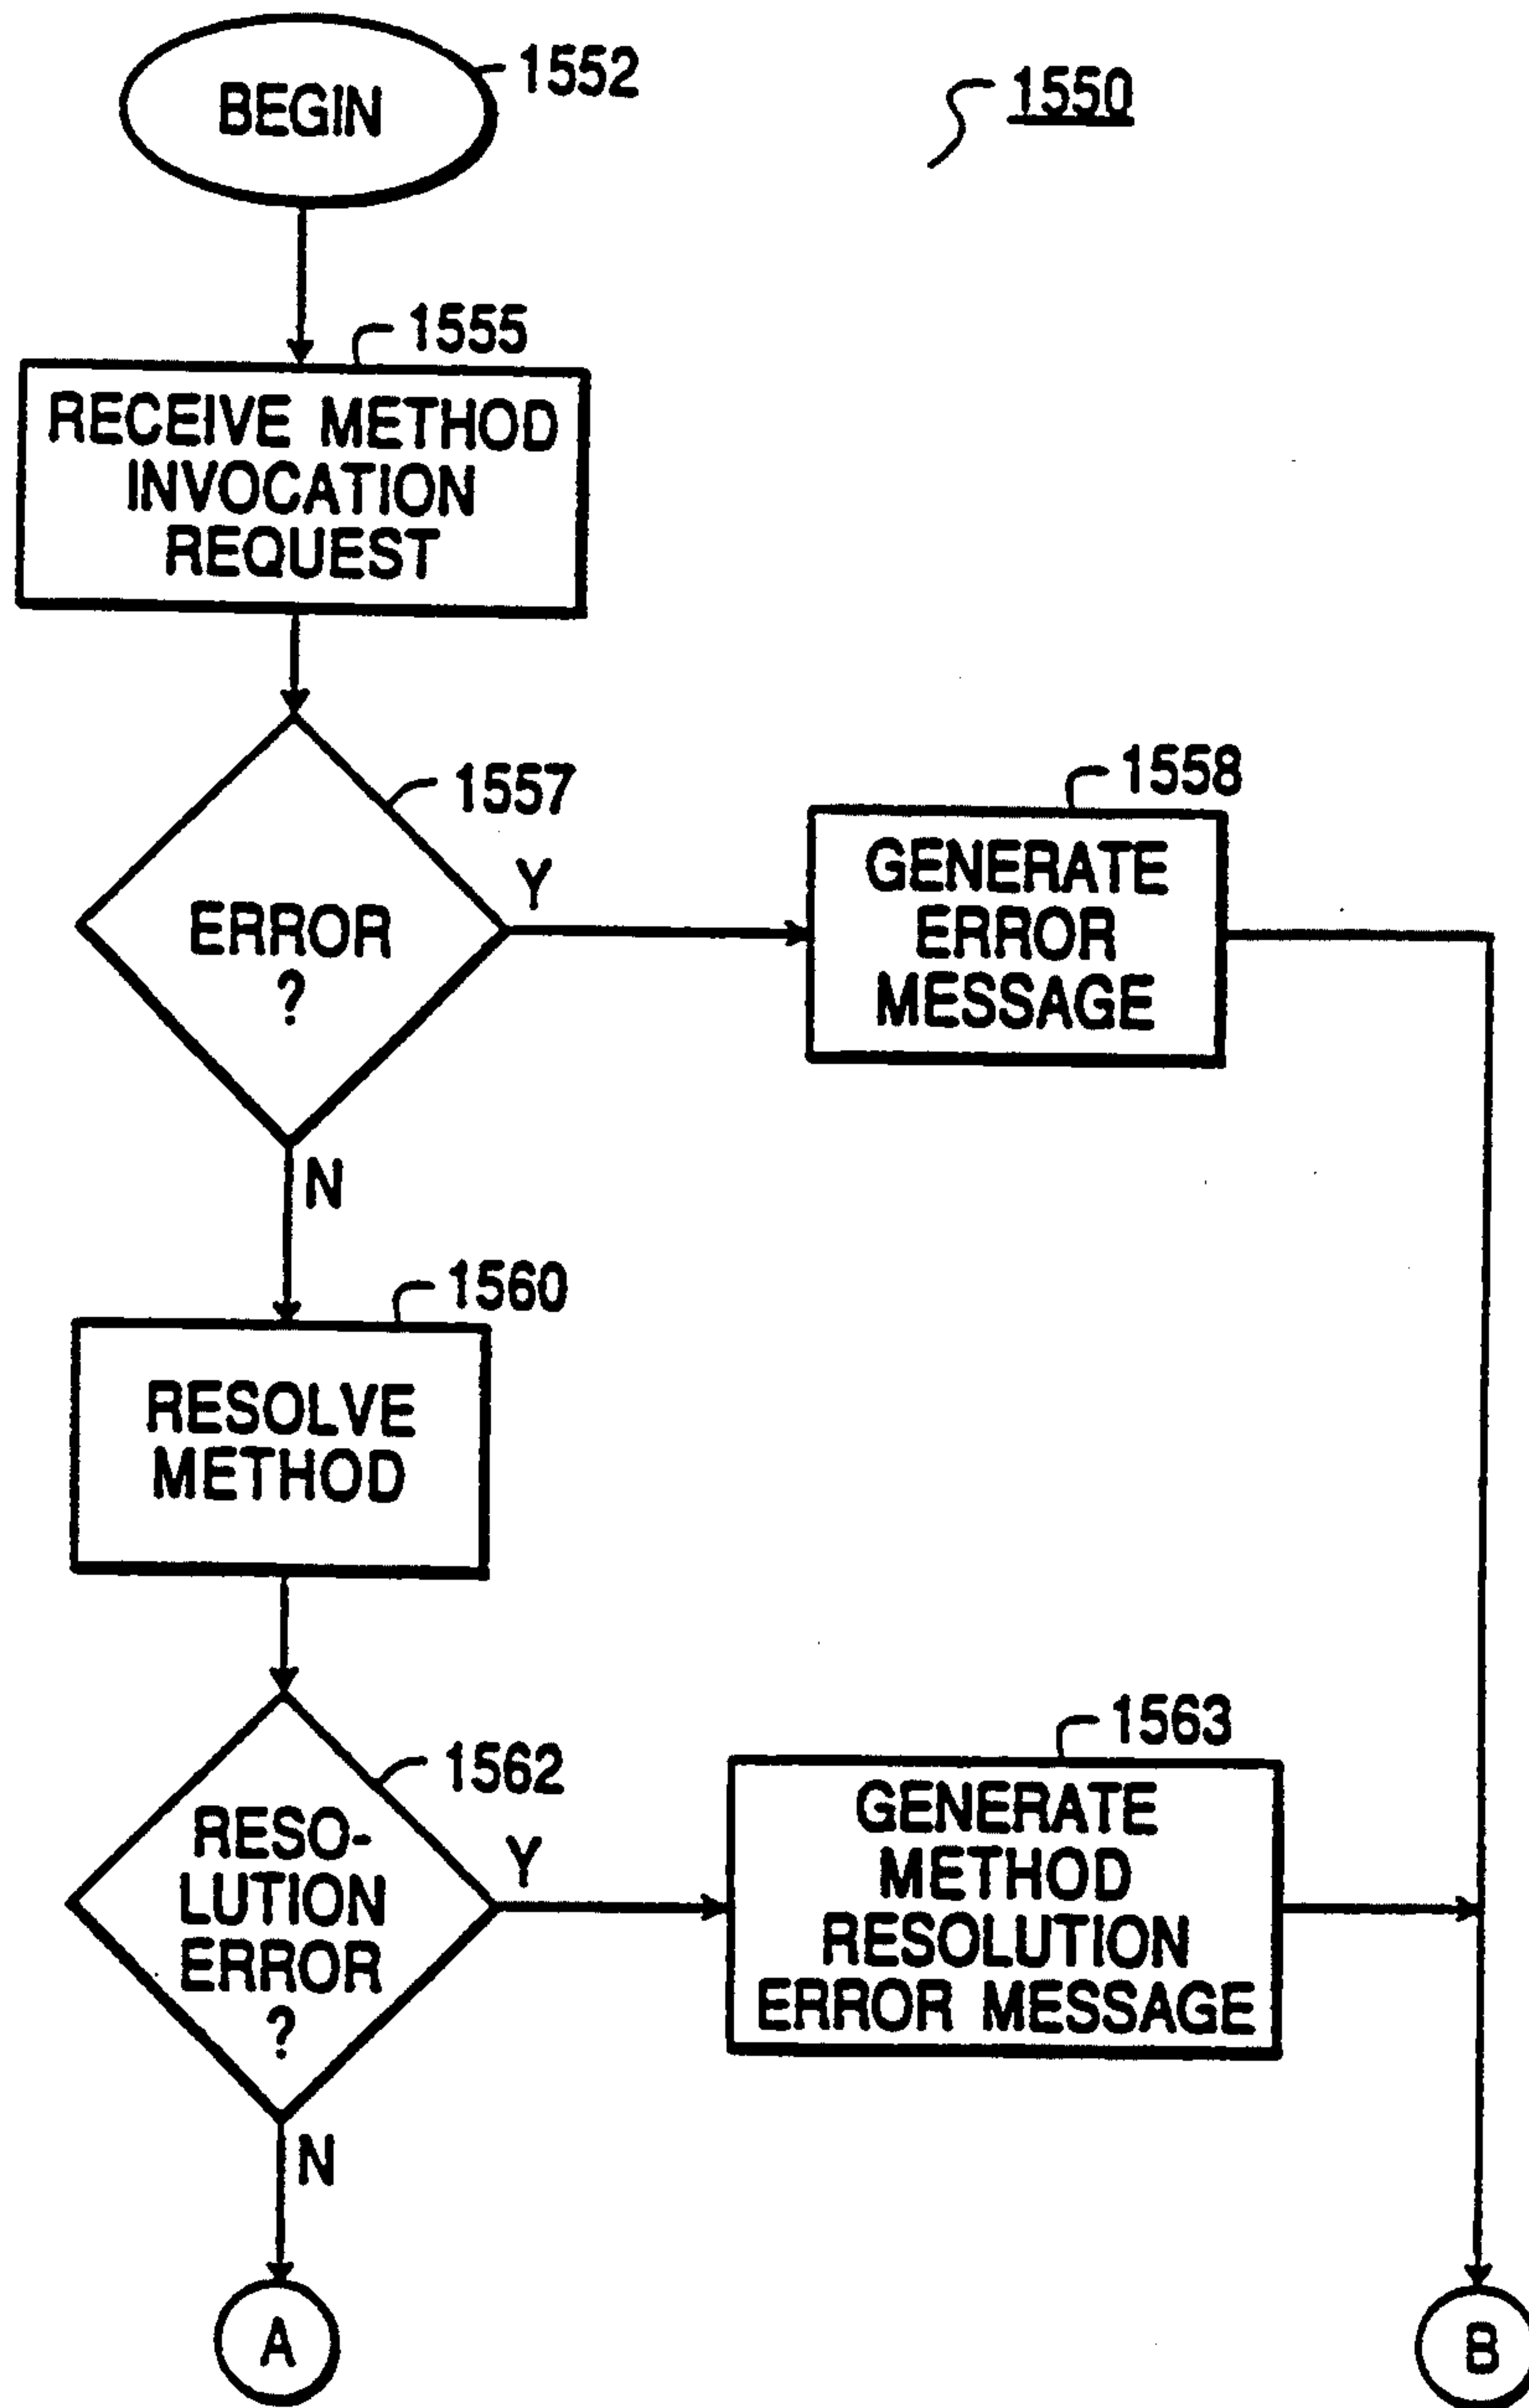 BEGIN
1552
1550
1555
RECEIVE METHOD
INVOCATION
REQUEST
1557
ERROR
?
Y
1558
GENERATE
ERROR
MESSAGE
N
1560
RESOLVE
METHOD
1562
RESO-
LUTION
ERROR
?
Y
1563
GENERATE
METHOD
RESOLUTION
ERROR MESSAGE
N
A
B